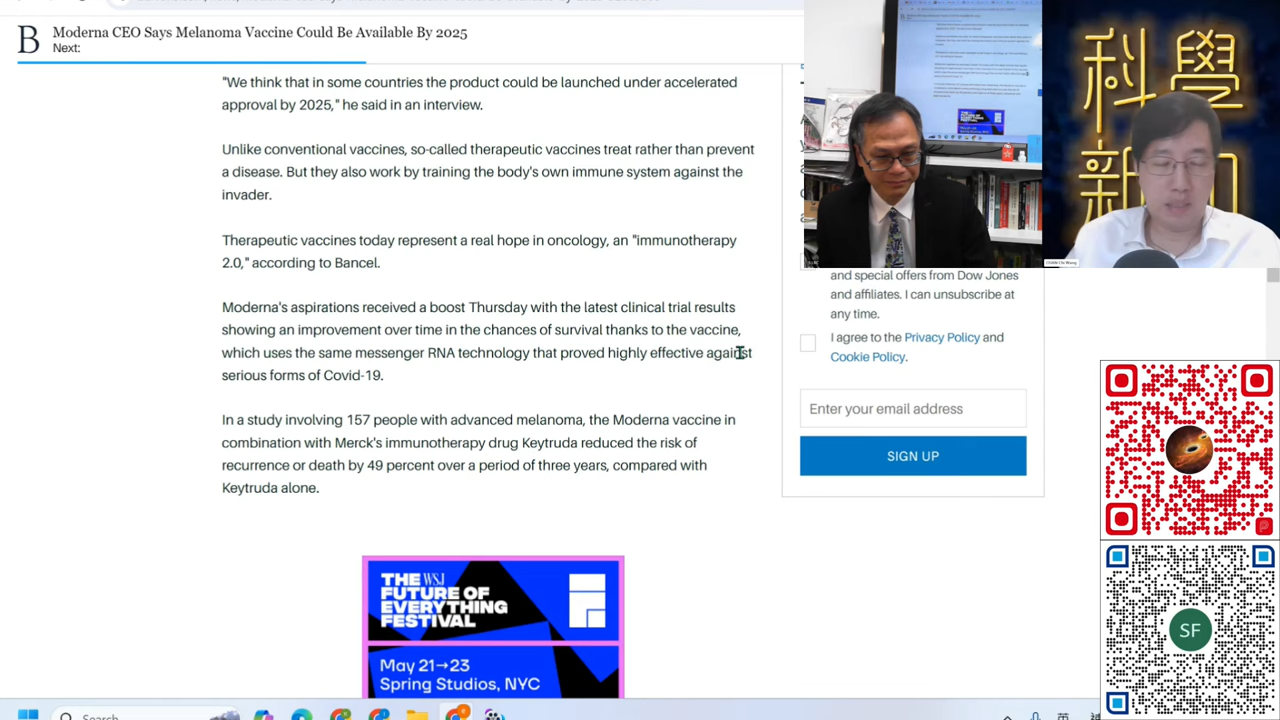 B
Moderna CEO Says Melanoma Vaccine Could Be Available By 2025
Next:
"We think that in some countries the product could be launched under accelerated
approval by 2025," he said in an interview.
Unlike conventional vaccines, so-called therapeutic vaccines treat rather than prevent
a disease. But they also work by training the body's own immune system against the
invader.
Therapeutic vaccines today represent a real hope in oncology, an "immunotherapy
2.0," according to Bancel.
Moderna's aspirations received a boost Thursday with the latest clinical trial results
showing an improvement over time in the chances of survival thanks to the vaccine,
which uses the same messenger RNA technology that proved highly effective against
serious forms of Covid-19.
In a study involving 157 people with advanced melanoma, the Moderna vaccine in
combination with Merck's immunotherapy drug Keytruda reduced the risk of
recurrence or death by 49 percent over a period of three years, compared with
Keytruda alone.
THE WSJ
FUTURE OF
EVERYTHING
FESTIVAL
May 21→23
Spring Studios, NYC
and special offers from Dow Jones
and affiliates. I can unsubscribe at
any time.
I agree to the Privacy Policy and
Cookie Policy.
Enter your email address
SIGN UP
科學
新
SF
Search
英